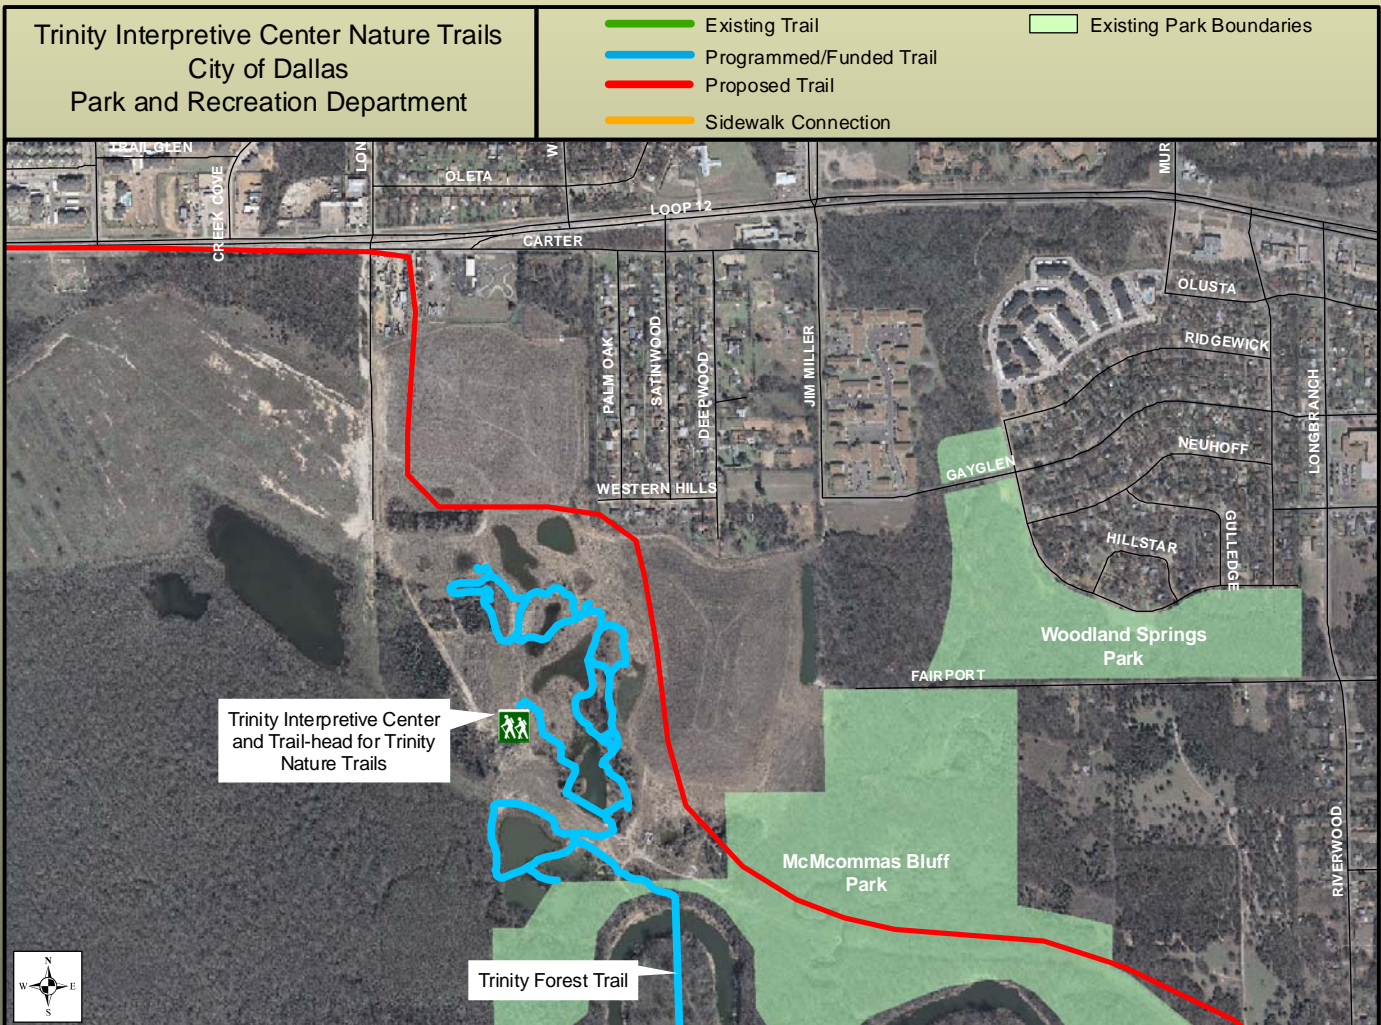 Trinity Interpretive Center Nature Trails
City of Dallas
Park and Recreation Department
Existing Trail
Programmed/Funded Trail
Proposed Trail
Sidewalk Connection
Existing Park Boundaries
TRAILGLEN
CREEK COVE
LON
OLETA
W
LOOP 12
CARTER
MUR
OLUSTA
RIDGEWICK
PALM OAK
SATINWOOD
DEEPWOOD
JIM MILLER
LONGBRANCH
NEUHOFF
GAYGLEN
WESTERN HILLS
GULLEDGE
HILLSTAR
Woodland Springs
Park
FAIRPORT
Trinity Interpretive Center
and Trail-head for Trinity
Nature Trails
RIVERWOOD
McMcommas Bluff
Park
Trinity Forest Trail
N
W
E
S